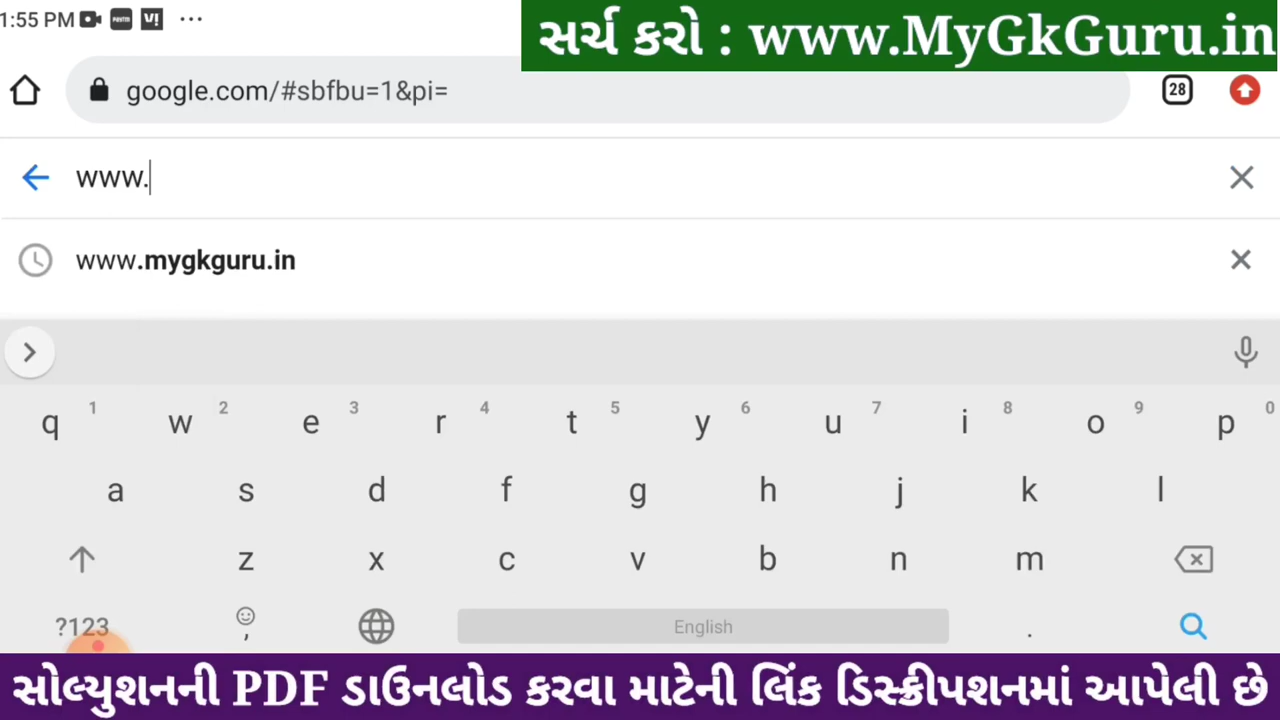 1:55 PM
સર્ચ કરો : www.MyGkGuru.in
google.com/#sbfbu=1&pi=
28
www.
www.mygkguru.in
q 1 w 2 e 3 r 4 t 5 y 6 u 7 i 8 o 9 p 0
a s d f g h j k l
z x c v b n m
?123 , English .
સોલ્યુશનની PDF ડાઉનલોડ કરવા માટેની લિંક ડિસ્ક્રીપશનમાં આપેલી છે